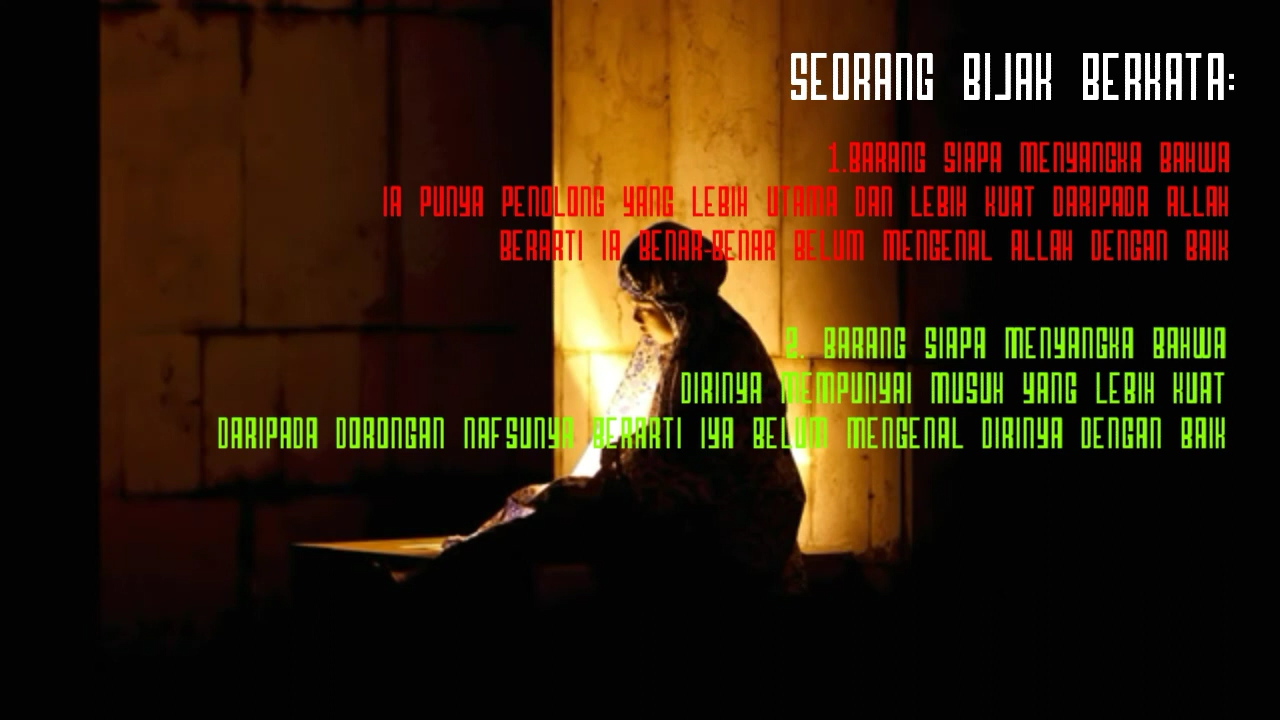 SEORANG BIJAK BERKATA:
1.BARANG SIAPA MENYANGKA BAHWA
IA PUNYA PENOLONG YANG LEBIH UTAMA DAN LEBIH KUAT DARIPADA ALLAH
BERARTI IA BENAR-BENAR BELUM MENGENAL ALLAH DENGAN BAIK
2. BARANG SIAPA MENYANGKA BAHWA
DIRINYA MEMPUNYAI MUSUH YANG LEBIH KUAT
DARIPADA DORONGAN NAFSUNYA BERARTI IYA BELUM MENGENAL DIRINYA DENGAN BAIK